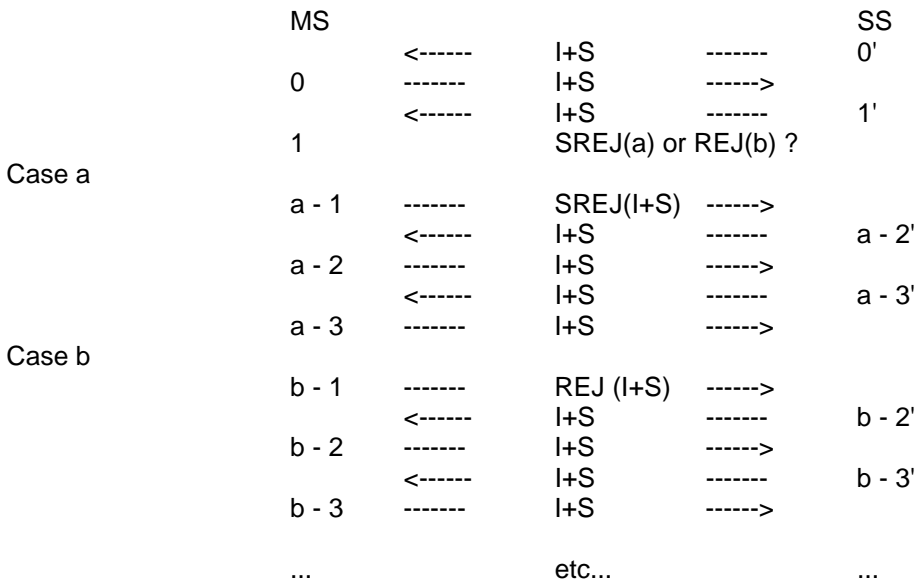 MS SS
<------ I+S ------- 0'
0 ------- I+S ------>
<------ I+S ------- 1'
1 SREJ(a) or REJ(b) ?
Case a
a - 1 ------- SREJ(I+S) ------>
<------ I+S ------- a - 2'
a - 2 ------- I+S ------>
<------ I+S ------- a - 3'
a - 3 ------- I+S ------>
Case b
b - 1 ------- REJ (I+S) ------>
<------ I+S ------- b - 2'
b - 2 ------- I+S ------>
<------ I+S ------- b - 3'
b - 3 ------- I+S ------>
... etc... ...